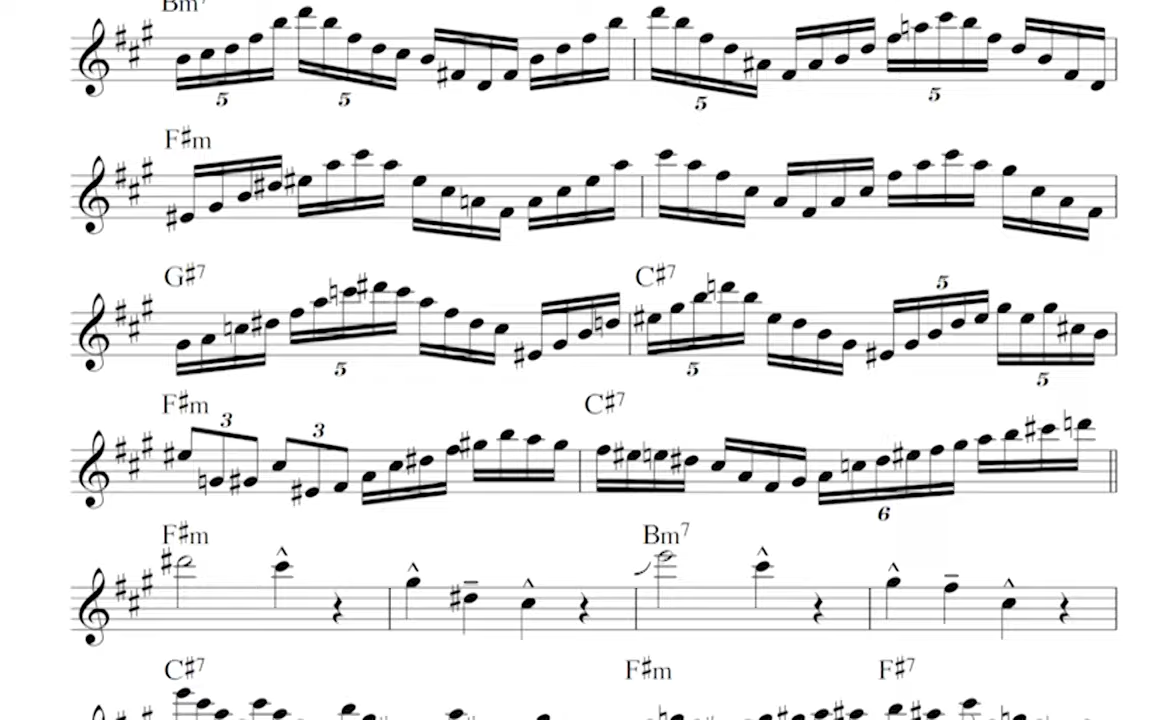 Bm7
5 5 5 5
F♯m
G♯7 C♯7
5
5 5 5
F♯m C♯7
3 3
6
F♯m Bm7
C♯7 F♯m F♯7